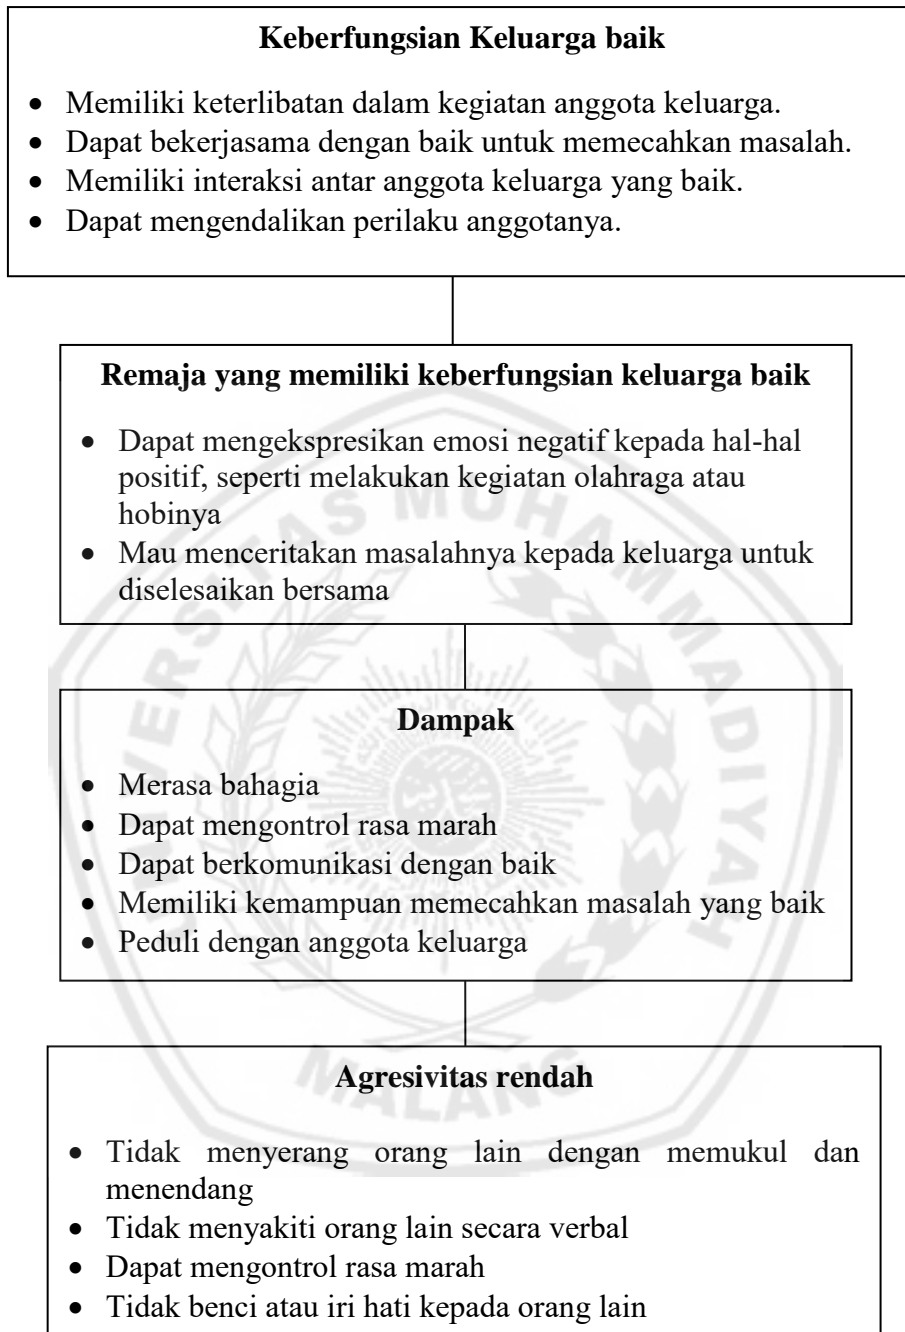 Keberfungsian Keluarga baik
• Memiliki keterlibatan dalam kegiatan anggota keluarga.
• Dapat bekerjasama dengan baik untuk memecahkan masalah.
• Memiliki interaksi antar anggota keluarga yang baik.
• Dapat mengendalikan perilaku anggotanya.
Remaja yang memiliki keberfungsian keluarga baik
• Dapat mengekspresikan emosi negatif kepada hal-hal
positif, seperti melakukan kegiatan olahraga atau
hobinya
• Mau menceritakan masalahnya kepada keluarga untuk
diselesaikan bersama
Dampak
• Merasa bahagia
• Dapat mengontrol rasa marah
• Dapat berkomunikasi dengan baik
• Memiliki kemampuan memecahkan masalah yang baik
• Peduli dengan anggota keluarga
Agresivitas rendah
• Tidak menyerang orang lain dengan memukul dan
menendang
• Tidak menyakiti orang lain secara verbal
• Dapat mengontrol rasa marah
• Tidak benci atau iri hati kepada orang lain
UNIVERSITAS MUHAMMADIYAH
MALANG